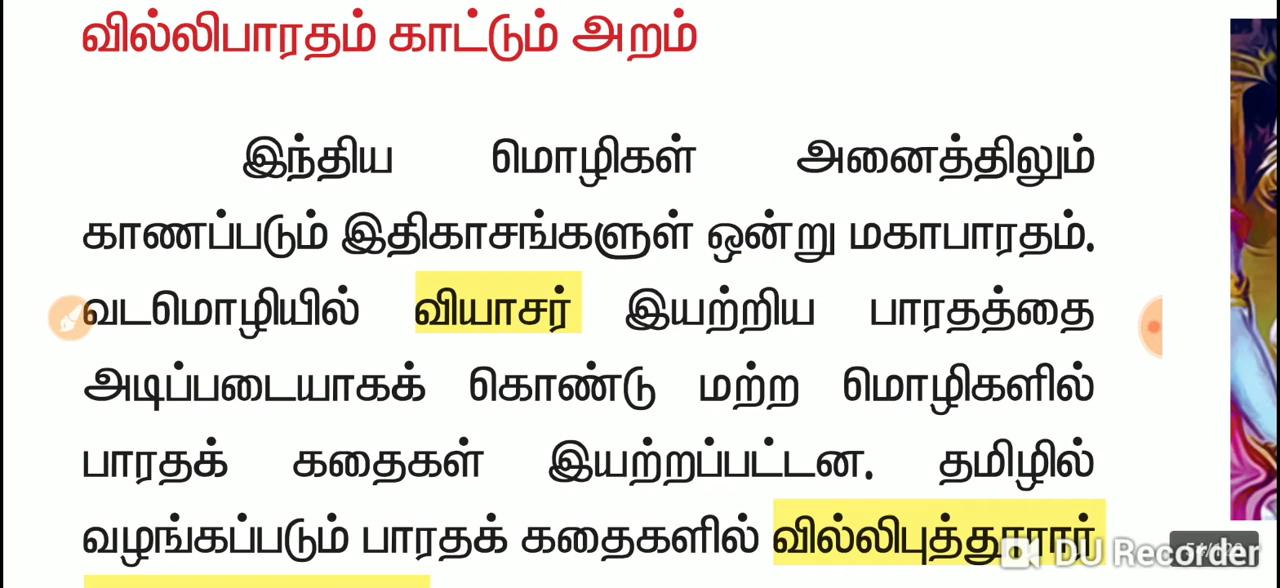 வில்லிபாரதம் காட்டும் அறம்
இந்திய மொழிகள் அனைத்திலும்
காணப்படும் இதிகாசங்களுள் ஒன்று மகாபாரதம்.
வடமொழியில் வியாசர் இயற்றிய பாரதத்தை
அடிப்படையாகக் கொண்டு மற்ற மொழிகளில்
பாரதக் கதைகள் இயற்றப்பட்டன. தமிழில்
வழங்கப்படும் பாரதக் கதைகளில் வில்லிபுத்தூரார்
DU Recorder